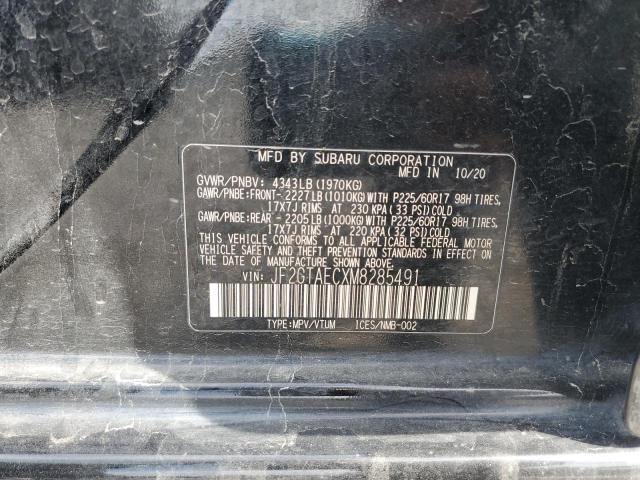 MFD BY SUBARU CORPORATION
MFD IN 10/20
GVWR/PNBV: 4343LB (1970KG)
GAWR/PNBE:FRONT-2227LB(1010KG)WITH P225/60R17 98H TIRES,
17X7J RIMS AT 230 KPA(33 PSI)COLD
GAWR/PNBE:REAR -2205LB(1000KG)WITH P225/60R17 98H TIRES,
17X7J RIMS AT 220 KPA(32 PSI)COLD
THIS VEHICLE CONFORMS TO ALL APPLICABLE FEDERAL MOTOR
VEHICLE SAFETY AND THEFT PREVENTION STANDARDS IN EFFECT ON
THE DATE OF MANUFACTURE SHOWN ABOVE.
VIN: JF2GTAECXM8285491
TYPE:MPV/VTUM ICES/NMB-002